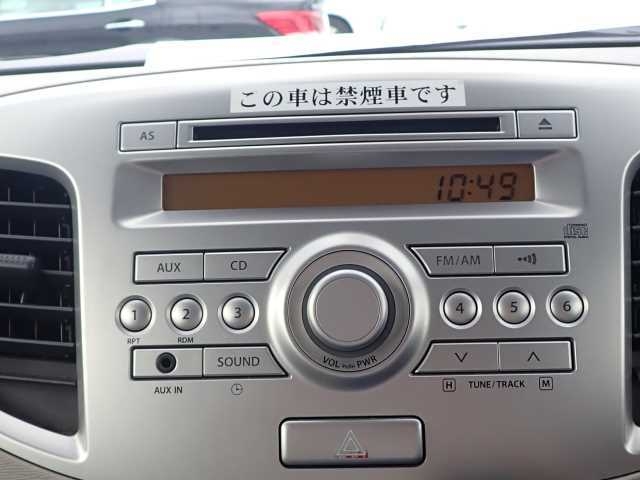 この車は禁煙車です
AS
10:49
AUX
CD
FM/AM
1
2
3
4
5
6
RPT
RDM
SOUND
VOL PUSH PWR
AUX IN
H
TUNE/TRACK
M